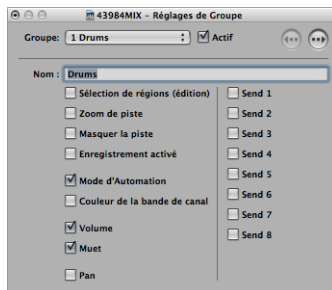 43984MIX - Réglages de Groupe
Groupe: 1 Drums Actif
Nom : Drums
Sélection de régions (édition)
Zoom de piste
Masquer la piste
Enregistrement activé
Mode d'Automation
Couleur de la bande de canal
Volume
Muet
Pan
Send 1
Send 2
Send 3
Send 4
Send 5
Send 6
Send 7
Send 8